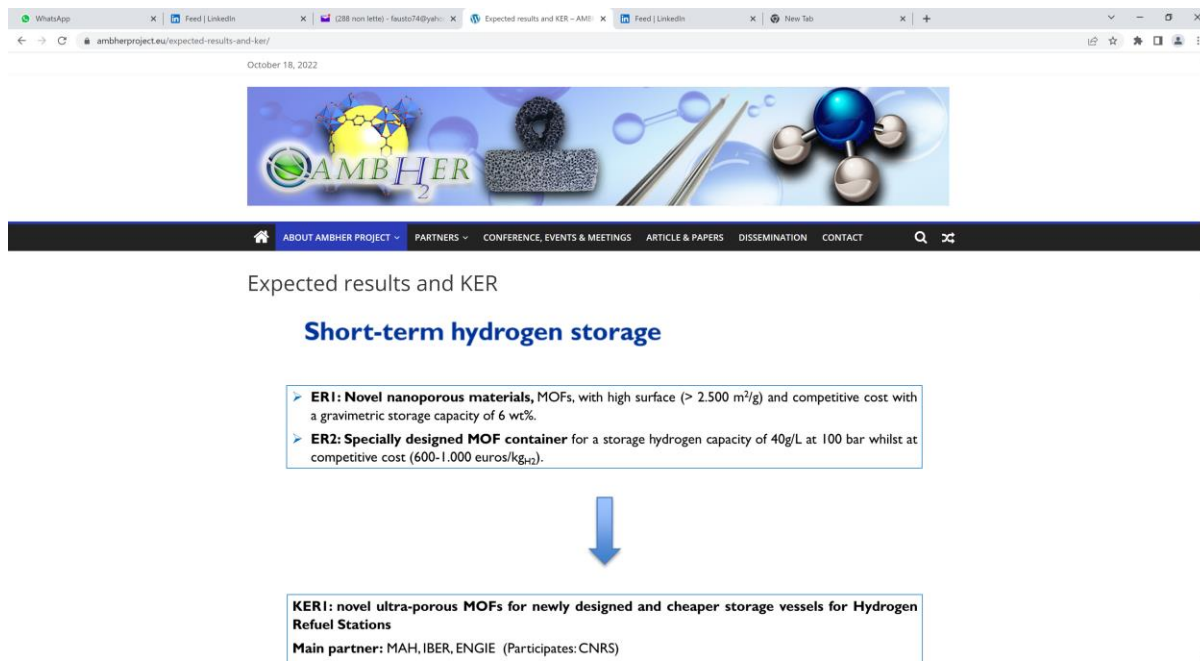 WhatsApp
Feed | LinkedIn
(288 non lette) - fausto74@yaho
Expected results and KER – AMB
Feed | LinkedIn
New Tab
ambherproject.eu/expected-results-and-ker/
October 18, 2022
AMBHER
2
ABOUT AMBHER PROJECT
PARTNERS
CONFERENCE, EVENTS & MEETINGS
ARTICLE & PAPERS
DISSEMINATION
CONTACT
Expected results and KER
Short-term hydrogen storage
➢ ER1: Novel nanoporous materials, MOFs, with high surface (> 2.500 m²/g) and competitive cost with
a gravimetric storage capacity of 6 wt%.
➢ ER2: Specially designed MOF container for a storage hydrogen capacity of 40g/L at 100 bar whilst at
competitive cost (600-1.000 euros/kgH2).
KER1: novel ultra-porous MOFs for newly designed and cheaper storage vessels for Hydrogen
Refuel Stations
Main partner: MAH, IBER, ENGIE (Participates: CNRS)